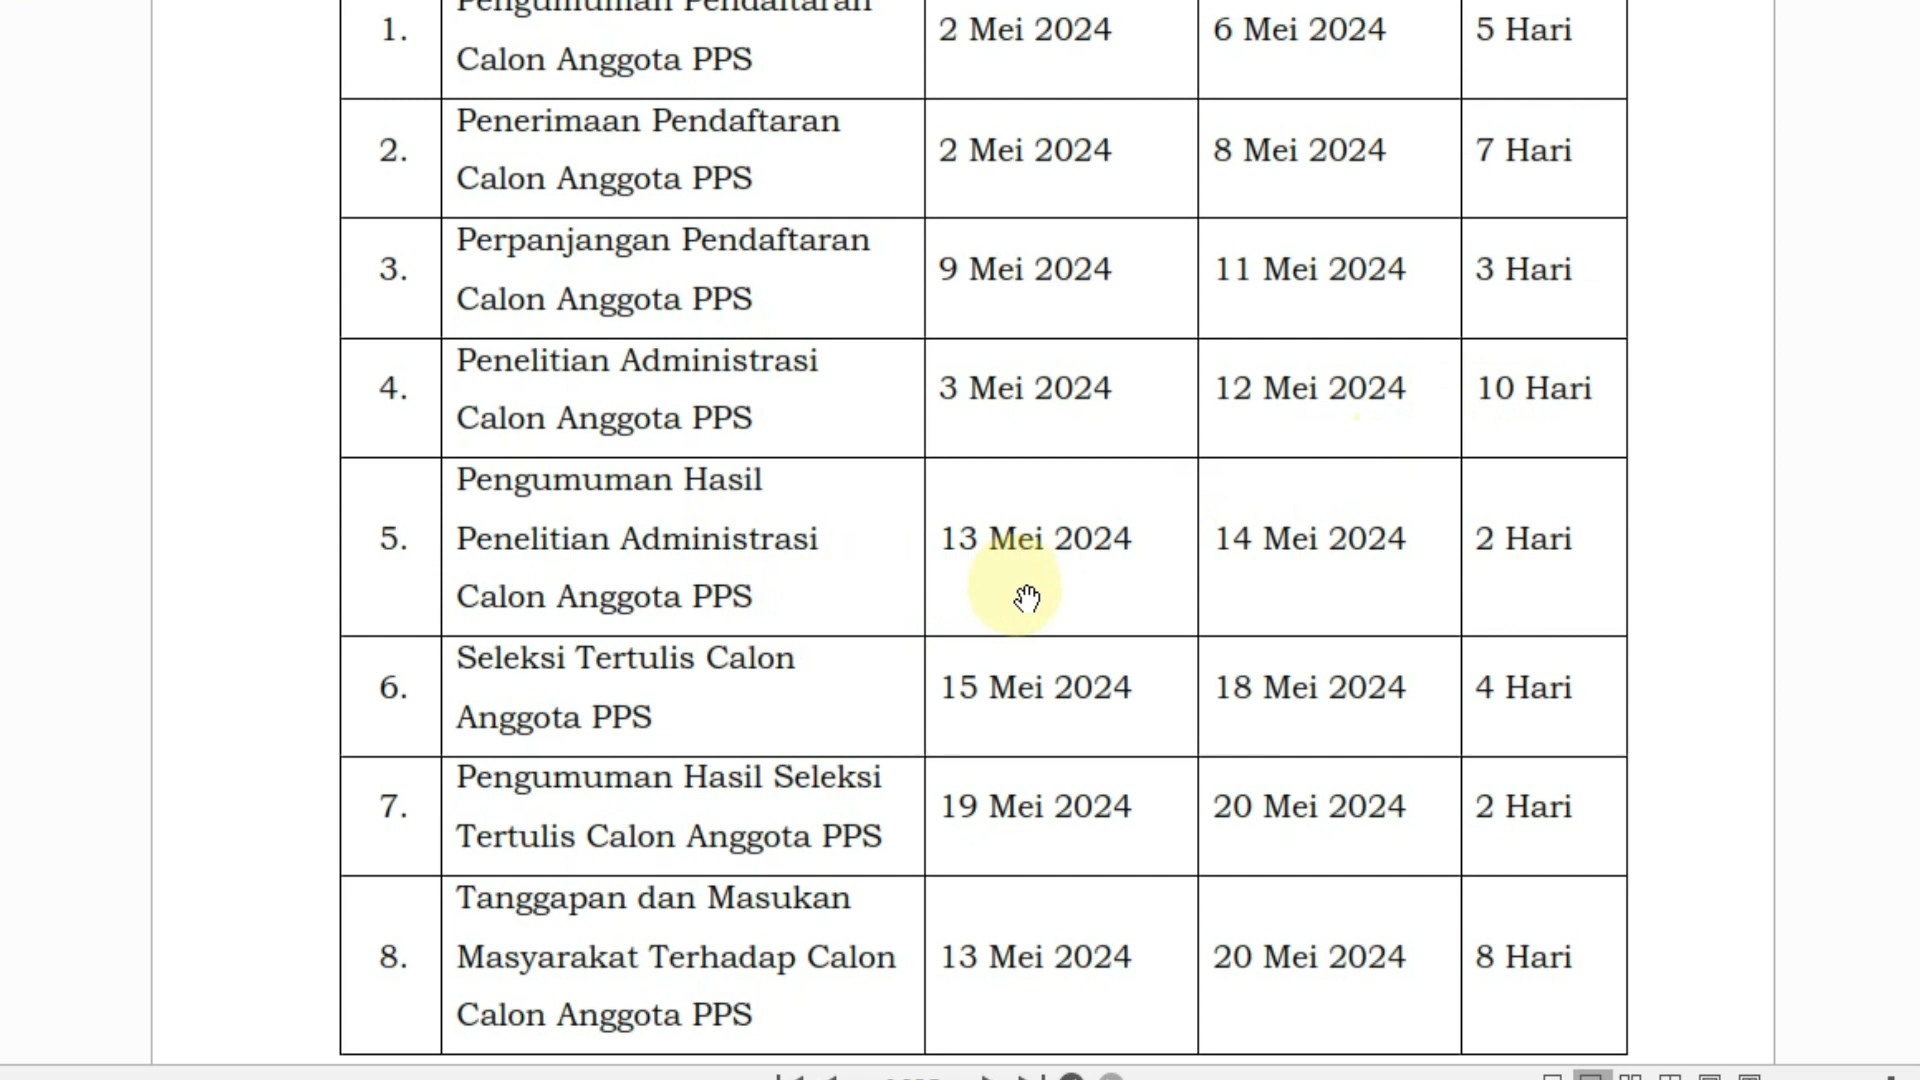 Pengumuman Pendaftaran
1.
Calon Anggota PPS
2 Mei 2024
6 Mei 2024
5 Hari
2.
Penerimaan Pendaftaran
Calon Anggota PPS
2 Mei 2024
8 Mei 2024
7 Hari
3.
Perpanjangan Pendaftaran
Calon Anggota PPS
9 Mei 2024
11 Mei 2024
3 Hari
4.
Penelitian Administrasi
Calon Anggota PPS
3 Mei 2024
12 Mei 2024
10 Hari
5.
Pengumuman Hasil
Penelitian Administrasi
Calon Anggota PPS
13 Mei 2024
14 Mei 2024
2 Hari
6.
Seleksi Tertulis Calon
Anggota PPS
15 Mei 2024
18 Mei 2024
4 Hari
7.
Pengumuman Hasil Seleksi
Tertulis Calon Anggota PPS
19 Mei 2024
20 Mei 2024
2 Hari
8.
Tanggapan dan Masukan
Masyarakat Terhadap Calon
Calon Anggota PPS
13 Mei 2024
20 Mei 2024
8 Hari